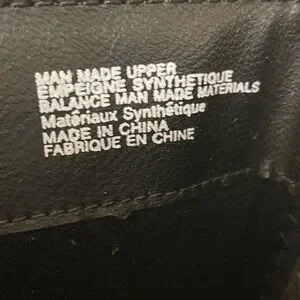 MAN MADE UPPER
EMPEIGNE SYNTHETIQUE
BALANCE MAN MADE MATERIALS
Matériaux Synthétique
MADE IN CHINA
FABRIQUE EN CHINE